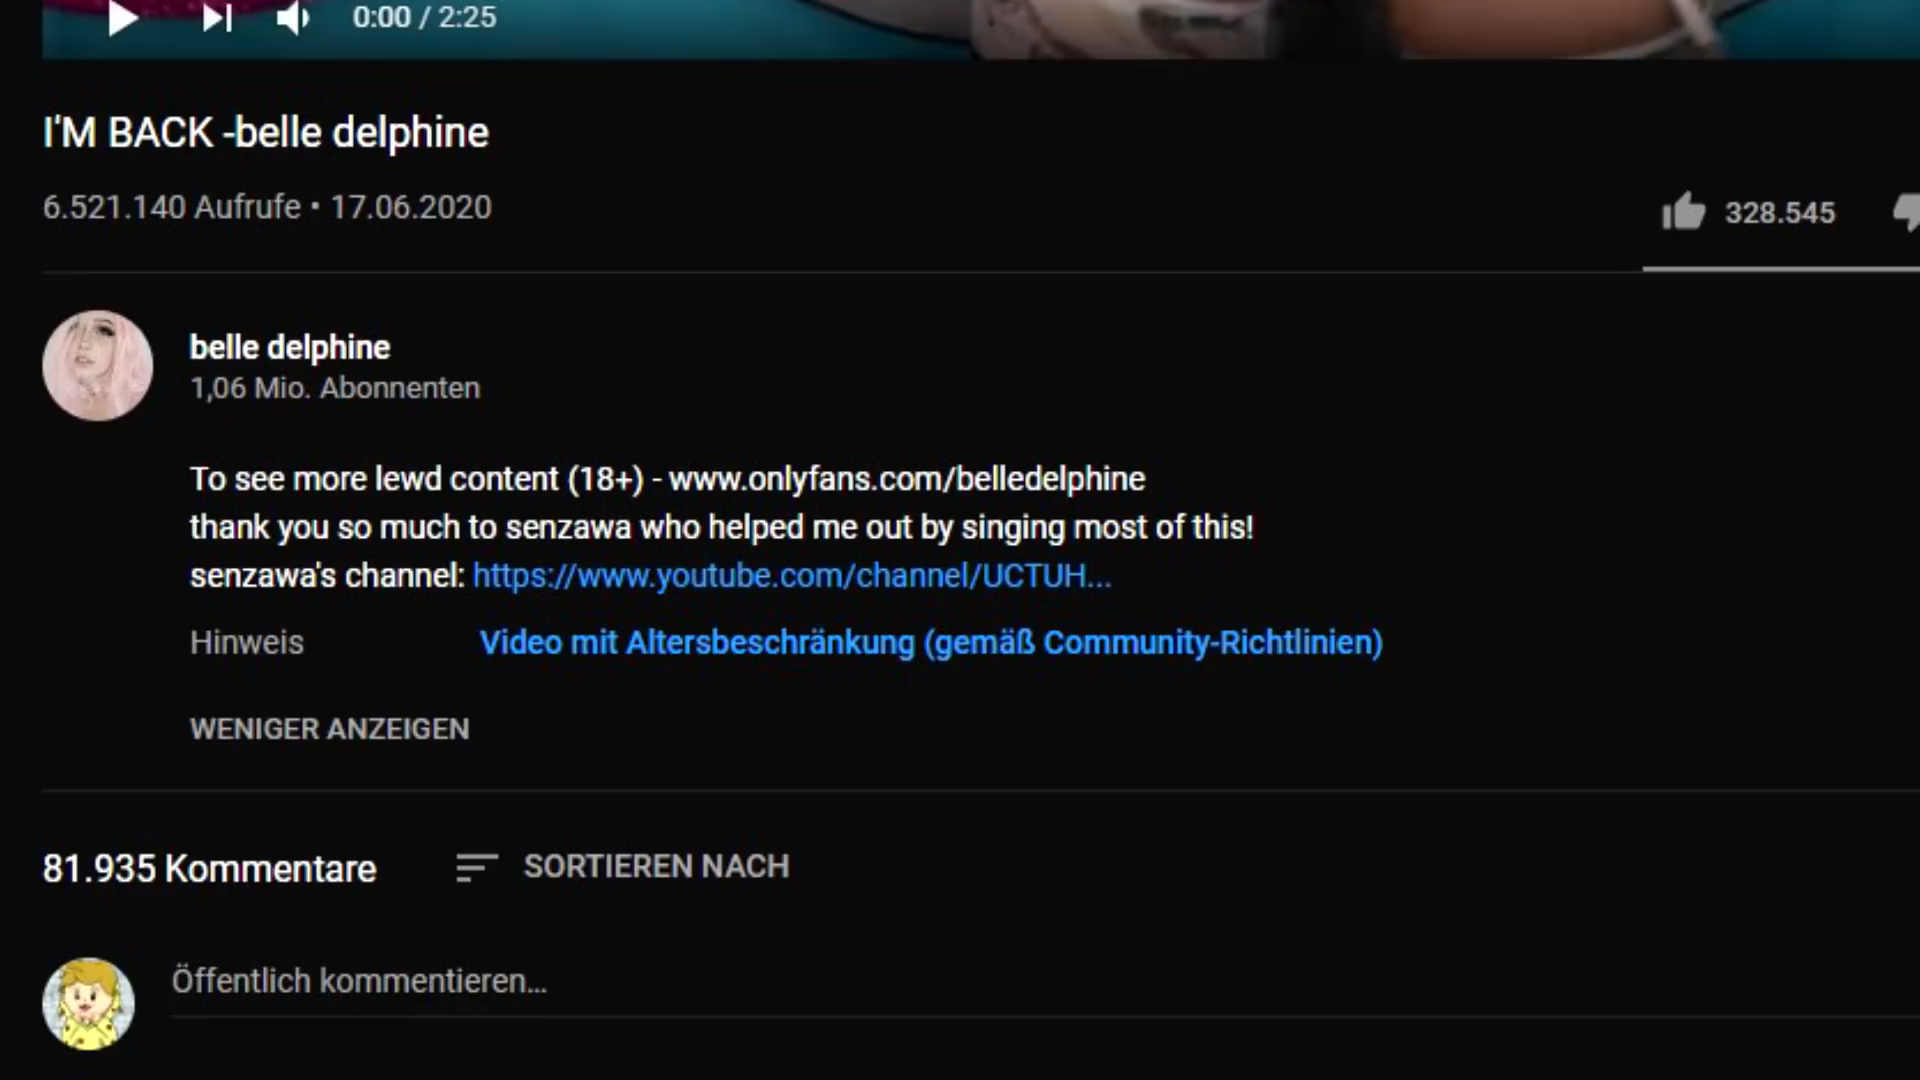 0:00 / 2:25
I'M BACK -belle delphine
6.521.140 Aufrufe • 17.06.2020
328.545
belle delphine
1,06 Mio. Abonnenten
To see more lewd content (18+) - www.onlyfans.com/belledelphine
thank you so much to senzawa who helped me out by singing most of this!
senzawa's channel: https://www.youtube.com/channel/UCTUH...
Hinweis Video mit Altersbeschränkung (gemäß Community-Richtlinien)
WENIGER ANZEIGEN
81.935 Kommentare SORTIEREN NACH
Öffentlich kommentieren...